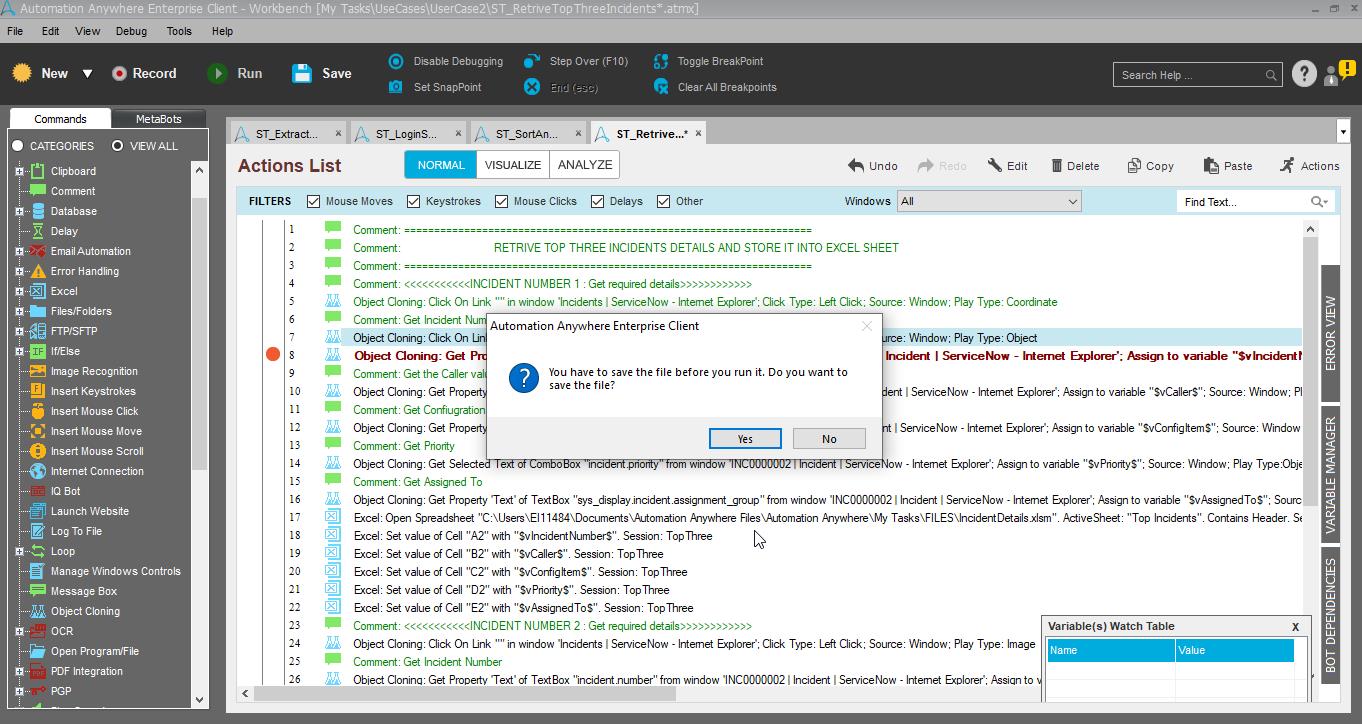 Automation Anywhere Enterprise Client - Workbench [My Tasks\UseCases\UserCase2\ST_RetriveTopThreeIncidents*.atmx]
File Edit View Debug Tools Help
New Record Run Save
Disable Debugging Step Over (F10) Toggle BreakPoint
Set SnapPoint End (esc) Clear All Breakpoints
Search Help ...
Commands MetaBots
CATEGORIES VIEW ALL
Clipboard
Comment
Database
Delay
Email Automation
Error Handling
Excel
Files/Folders
FTP/SFTP
If/Else
Image Recognition
Insert Keystrokes
Insert Mouse Click
Insert Mouse Move
Insert Mouse Scroll
Internet Connection
IQ Bot
Launch Website
Log To File
Loop
Manage Windows Controls
Message Box
Object Cloning
OCR
Open Program/File
PDF Integration
PGP
ST_Extract... ST_LoginS... ST_SortAn... ST_Retrive...*
Actions List
NORMAL VISUALIZE ANALYZE
Undo Redo Edit Delete Copy Paste Actions
FILTERS Mouse Moves Keystrokes Mouse Clicks Delays Other Windows All Find Text...
1 Comment: =====================================================================
2 Comment: RETRIVE TOP THREE INCIDENTS DETAILS AND STORE IT INTO EXCEL SHEET
3 Comment: =====================================================================
4 Comment: <<<<<<<<<<<INCIDENT NUMBER 1 : Get required details>>>>>>>>>>>>
5 Object Cloning: Click On Link "" in window 'Incidents | ServiceNow - Internet Explorer'; Click Type: Left Click; Source: Window; Play Type: Coordinate
6 Comment: Get Incident Num
7 Object Cloning: Click On Link urce: Window; Play Type: Object
8 Object Cloning: Get Pro Incident | ServiceNow - Internet Explorer'; Assign to variable "$vIncidentN
9 Comment: Get the Caller valu
10 Object Cloning: Get Property dent | ServiceNow - Internet Explorer'; Assign to variable "$vCaller$"; Source: Window; Pl
11 Comment: Get Confiugration
12 Object Cloning: Get Property t | ServiceNow - Internet Explorer'; Assign to variable "$vConfigItem$"; Source: Window
13 Comment: Get Priority
14 Object Cloning: Get Selected Text of ComboBox "incident.priority" from window 'INC0000002 | Incident | ServiceNow - Internet Explorer'; Assign to variable "$vPriority$"; Source: Window; Play Type:Obje
15 Comment: Get Assigned To
16 Object Cloning: Get Property 'Text' of TextBox "sys_display.incident.assignment_group" from window 'INC0000002 | Incident | ServiceNow - Internet Explorer'; Assign to variable "$vAssignedTo$"; Sourc
17 Excel: Open Spreadsheet "C:\Users\EI11484\Documents\Automation Anywhere Files\Automation Anywhere\My Tasks\FILES\IncidentDetails.xlsm". ActiveSheet: "Top Incidents". Contains Header. Se
18 Excel: Set value of Cell "A2" with "$vIncidentNumber$". Session: TopThree
19 Excel: Set value of Cell "B2" with "$vCaller$". Session: TopThree
20 Excel: Set value of Cell "C2" with "$vConfigItem$". Session: TopThree
21 Excel: Set value of Cell "D2" with "$vPriority$". Session: TopThree
22 Excel: Set value of Cell "E2" with "$vAssignedTo$". Session: TopThree
23 Comment: <<<<<<<<<<<INCIDENT NUMBER 2 : Get required details>>>>>>>>>>>>
24 Object Cloning: Click On Link "" in window 'Incidents | ServiceNow - Internet Explorer'; Click Type: Left Click; Source: Window; Play Type: Image
25 Comment: Get Incident Number
26 Object Cloning: Get Property 'Text' of TextBox "incident.number" from window 'INC0000002 | Incident | ServiceNow - Internet Explorer'; Assign to v
Automation Anywhere Enterprise Client
You have to save the file before you run it. Do you want to
save the file?
Yes No
Variable(s) Watch Table X
Name Value
ERROR VIEW
VARIABLE MANAGER
BOT DEPENDENCIES